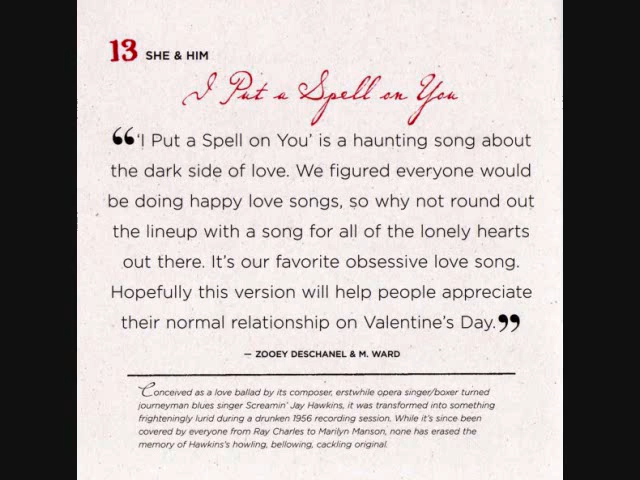 13 SHE & HIM
I Put a Spell on You
“‘I Put a Spell on You’ is a haunting song about
the dark side of love. We figured everyone would
be doing happy love songs, so why not round out
the lineup with a song for all of the lonely hearts
out there. It’s our favorite obsessive love song.
Hopefully this version will help people appreciate
their normal relationship on Valentine’s Day.”
— ZOOEY DESCHANEL & M. WARD
Conceived as a love ballad by its composer, erstwhile opera singer/boxer turned
journeyman blues singer Screamin’ Jay Hawkins, it was transformed into something
frighteningly lurid during a drunken 1956 recording session. While it’s since been
covered by everyone from Ray Charles to Marilyn Manson, none has erased the
memory of Hawkins’s howling, bellowing, cackling original.